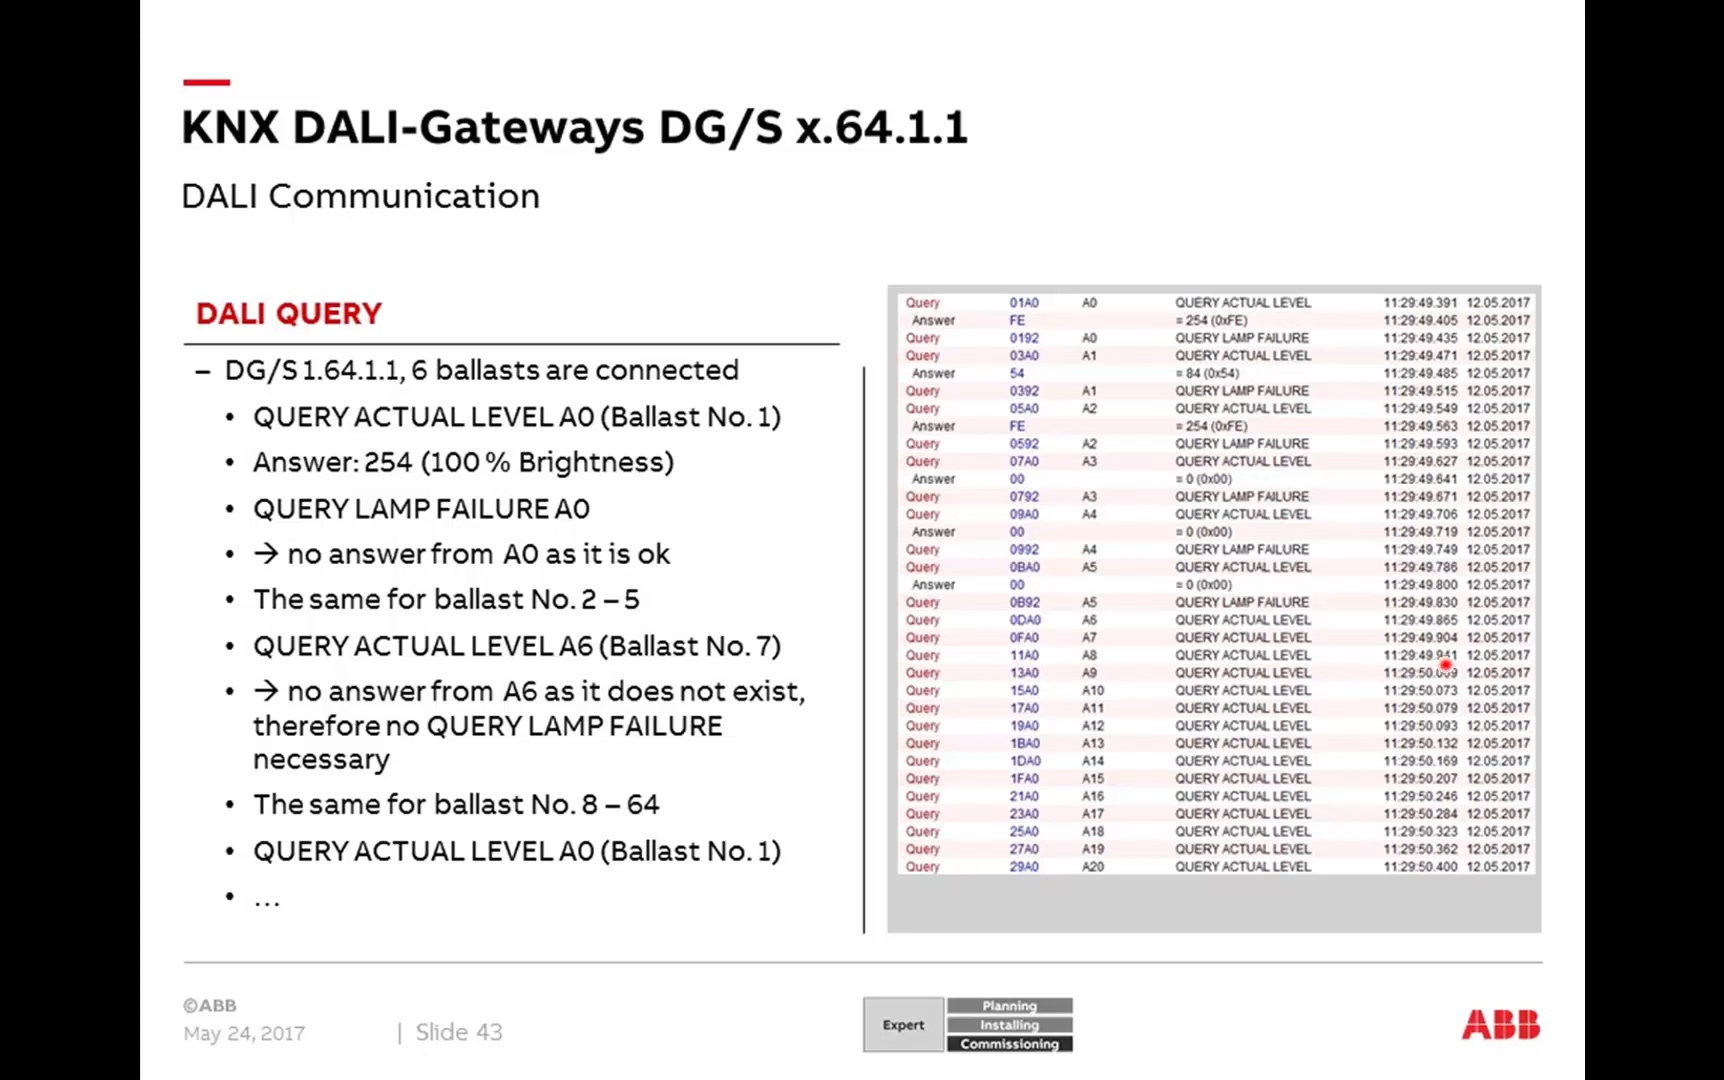 KNX DALI-Gateways DG/S x.64.1.1
DALI Communication
DALI QUERY
– DG/S 1.64.1.1, 6 ballasts are connected
• QUERY ACTUAL LEVEL A0 (Ballast No. 1)
• Answer: 254 (100 % Brightness)
• QUERY LAMP FAILURE A0
• → no answer from A0 as it is ok
• The same for ballast No. 2 – 5
• QUERY ACTUAL LEVEL A6 (Ballast No. 7)
• → no answer from A6 as it does not exist,
therefore no QUERY LAMP FAILURE
necessary
• The same for ballast No. 8 – 64
• QUERY ACTUAL LEVEL A0 (Ballast No. 1)
• ...
Query 01A0 A0 QUERY ACTUAL LEVEL 11:29:49.391 12.05.2017
Answer FE = 254 (0xFE) 11:29:49.405 12.05.2017
Query 0192 A0 QUERY LAMP FAILURE 11:29:49.435 12.05.2017
Query 03A0 A1 QUERY ACTUAL LEVEL 11:29:49.471 12.05.2017
Answer 54 = 84 (0x54) 11:29:49.485 12.05.2017
Query 0392 A1 QUERY LAMP FAILURE 11:29:49.515 12.05.2017
Query 05A0 A2 QUERY ACTUAL LEVEL 11:29:49.549 12.05.2017
Answer FE = 254 (0xFE) 11:29:49.563 12.05.2017
Query 0592 A2 QUERY LAMP FAILURE 11:29:49.593 12.05.2017
Query 07A0 A3 QUERY ACTUAL LEVEL 11:29:49.627 12.05.2017
Answer 00 = 0 (0x00) 11:29:49.641 12.05.2017
Query 0792 A3 QUERY LAMP FAILURE 11:29:49.671 12.05.2017
Query 09A0 A4 QUERY ACTUAL LEVEL 11:29:49.706 12.05.2017
Answer 00 = 0 (0x00) 11:29:49.719 12.05.2017
Query 0992 A4 QUERY LAMP FAILURE 11:29:49.749 12.05.2017
Query 0BA0 A5 QUERY ACTUAL LEVEL 11:29:49.786 12.05.2017
Answer 00 = 0 (0x00) 11:29:49.800 12.05.2017
Query 0B92 A5 QUERY LAMP FAILURE 11:29:49.830 12.05.2017
Query 0DA0 A6 QUERY ACTUAL LEVEL 11:29:49.865 12.05.2017
Query 0FA0 A7 QUERY ACTUAL LEVEL 11:29:49.904 12.05.2017
Query 11A0 A8 QUERY ACTUAL LEVEL 11:29:49.941 12.05.2017
Query 13A0 A9 QUERY ACTUAL LEVEL 12.05.2017
Query 15A0 A10 QUERY ACTUAL LEVEL 11:29:50.073 12.05.2017
Query 17A0 A11 QUERY ACTUAL LEVEL 11:29:50.079 12.05.2017
Query 19A0 A12 QUERY ACTUAL LEVEL 11:29:50.093 12.05.2017
Query 1BA0 A13 QUERY ACTUAL LEVEL 11:29:50.132 12.05.2017
Query 1DA0 A14 QUERY ACTUAL LEVEL 11:29:50.169 12.05.2017
Query 1FA0 A15 QUERY ACTUAL LEVEL 11:29:50.207 12.05.2017
Query 21A0 A16 QUERY ACTUAL LEVEL 11:29:50.246 12.05.2017
Query 23A0 A17 QUERY ACTUAL LEVEL 11:29:50.284 12.05.2017
Query 25A0 A18 QUERY ACTUAL LEVEL 11:29:50.323 12.05.2017
Query 27A0 A19 QUERY ACTUAL LEVEL 11:29:50.362 12.05.2017
Query 29A0 A20 QUERY ACTUAL LEVEL 11:29:50.400 12.05.2017
©ABB
May 24, 2017 | Slide 43
Expert
Planning
Installing
Commissioning
ABB